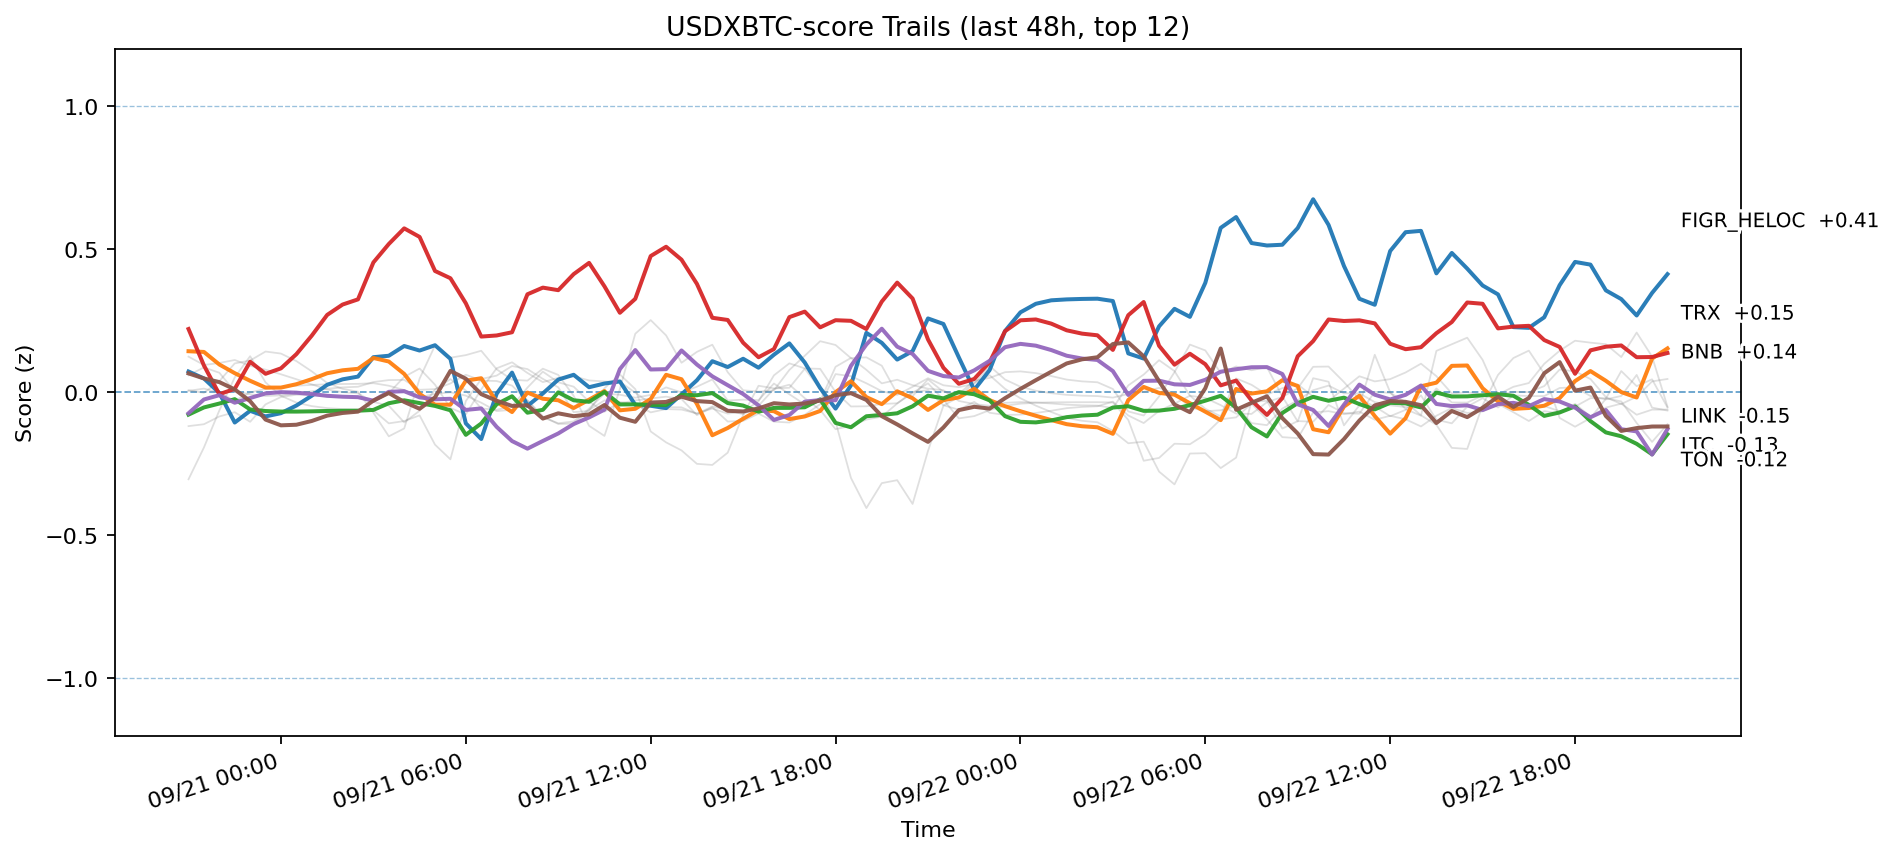 USDXBTC-score Trails (last 48h, top 12)
Score (z)
1.0
0.5
0.0
−0.5
−1.0
FIGR_HELOC +0.41
TRX +0.15
BNB +0.14
LINK -0.15
LTC -0.13
TON -0.12
09/21 00:00
09/21 06:00
09/21 12:00
09/21 18:00
09/22 00:00
09/22 06:00
09/22 12:00
09/22 18:00
Time